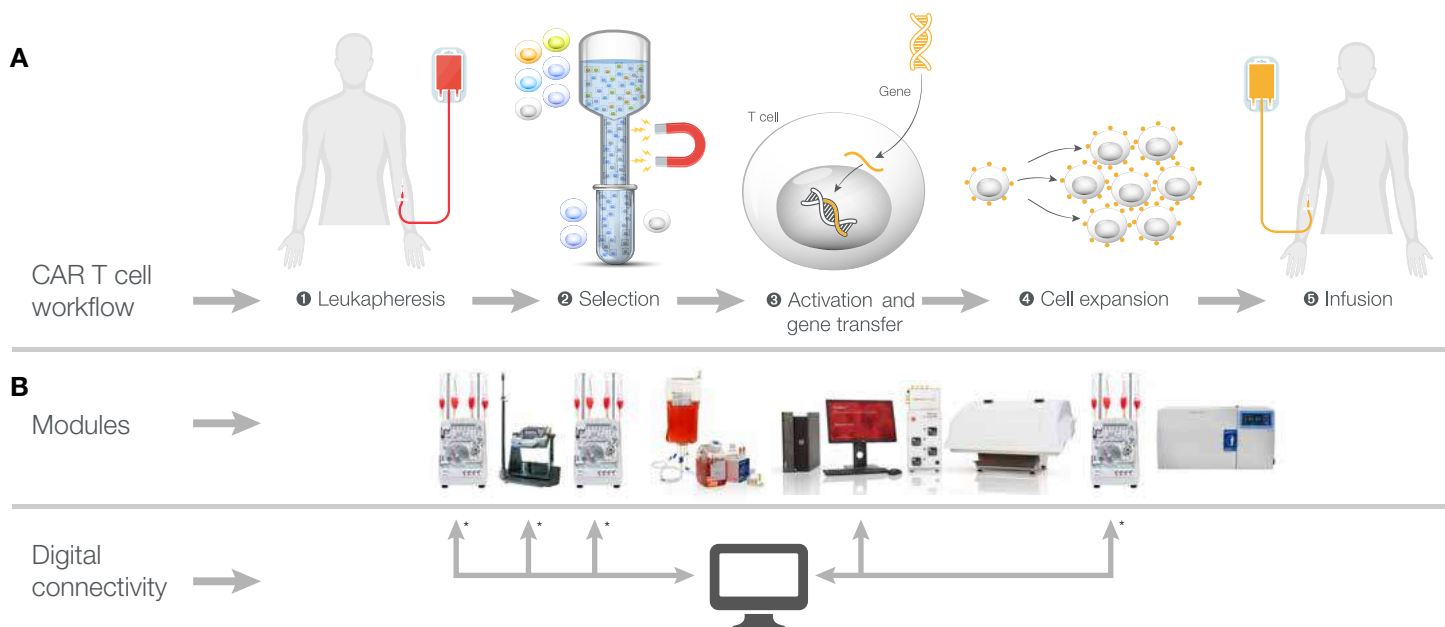 A
Gene
T cell
CAR T cell
workflow
❶ Leukapheresis
❷ Selection
❸ Activation and
gene transfer
❹ Cell expansion
❺ Infusion
B
Modules
* * * *
Digital
connectivity